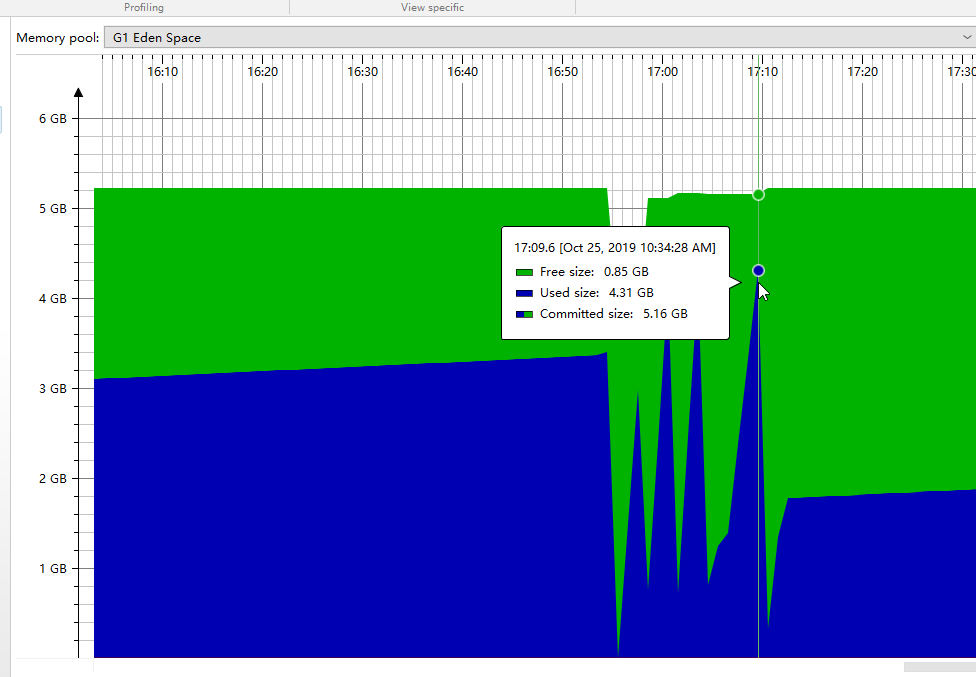 Profiling View specific
Memory pool: G1 Eden Space
16:10 16:20 16:30 16:40 16:50 17:00 17:10 17:20 17:30
6 GB
5 GB
17:09.6 [Oct 25, 2019 10:34:28 AM]
Free size: 0.85 GB
Used size: 4.31 GB
4 GB
Committed size: 5.16 GB
3 GB
2 GB
1 GB